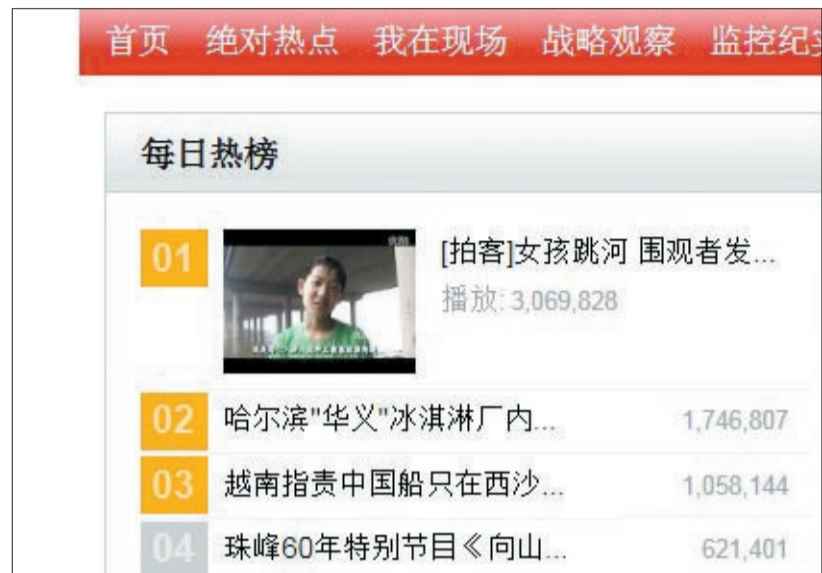 首页 绝对热点 我在现场 战略观察 监控纪实
每日热榜
01
[拍客]女孩跳河 围观者发...
播放: 3,069,828
02 哈尔滨"华义"冰淇淋厂内... 1,746,807
03 越南指责中国船只在西沙... 1,058,144
04 珠峰60年特别节目《向山... 621,401